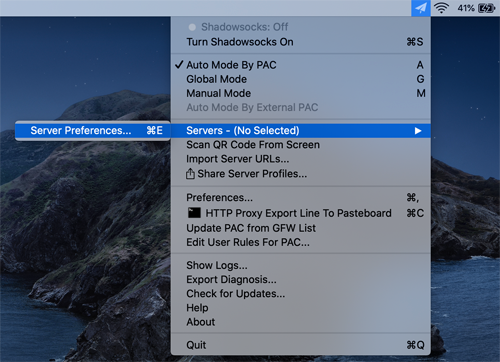 41%
Shadowsocks: Off
Turn Shadowsocks On ⌘S
✓ Auto Mode By PAC A
Global Mode G
Manual Mode M
Auto Mode By External PAC
Server Preferences... ⌘E
Servers - (No Selected) ▶
Scan QR Code From Screen
Import Server URLs...
Share Server Profiles...
Preferences... ⌘,
HTTP Proxy Export Line To Pasteboard ⌘C
Update PAC from GFW List
Edit User Rules For PAC...
Show Logs...
Export Diagnosis...
Check for Updates...
Help
About
Quit ⌘Q